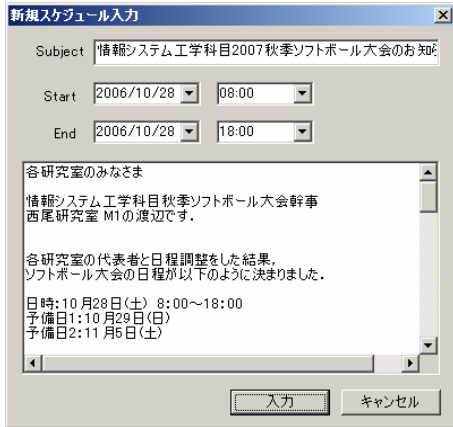 新規スケジュール入力
Subject 情報システム工学科目2007秋季ソフトボール大会のお知
Start 2006/10/28 08:00
End 2006/10/28 18:00
各研究室のみなさま
情報システム工学科目秋季ソフトボール大会幹事
西尾研究室 M1の渡辺です.
各研究室の代表者と日程調整をした結果,
ソフトボール大会の日程が以下のように決まりました.
日時:10月28日(土) 8:00～18:00
予備日1:10月29日(日)
予備日2:11月5日(土)
入力 キャンセル